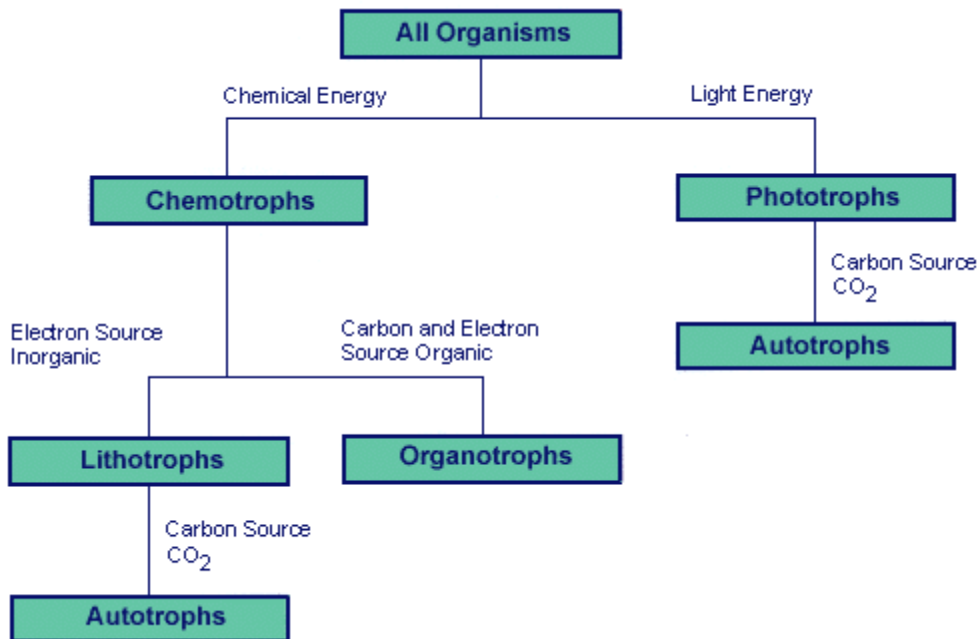 All Organisms
Chemical Energy
Light Energy
Chemotrophs
Phototrophs
Carbon Source
CO2
Electron Source
Inorganic
Carbon and Electron
Source Organic
Autotrophs
Lithotrophs
Organotrophs
Carbon Source
CO2
Autotrophs